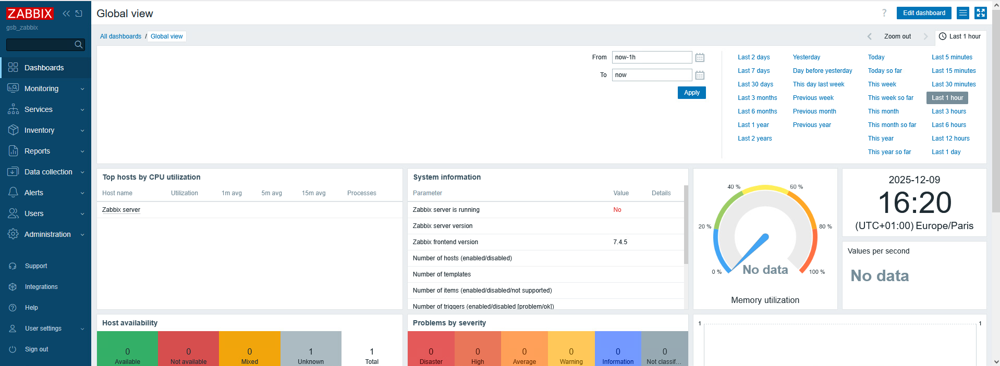 ZABBIX
gsb_zabbix
Dashboards
Monitoring
Services
Inventory
Reports
Data collection
Alerts
Users
Administration
Support
Integrations
Help
User settings
Sign out
Global view
? Edit dashboard
All dashboards / Global view
Zoom out Last 1 hour
From now-1h
To now
Apply
Last 2 days Yesterday Today Last 5 minutes
Last 7 days Day before yesterday Today so far Last 15 minutes
Last 30 days This day last week This week Last 30 minutes
Last 3 months Previous week This week so far Last 1 hour
Last 6 months Previous month This month Last 3 hours
Last 1 year Previous year This month so far Last 6 hours
Last 2 years This year Last 12 hours
This year so far Last 1 day
Top hosts by CPU utilization
Host name Utilization 1m avg 5m avg 15m avg Processes
Zabbix server
System information
Parameter Value Details
Zabbix server is running No
Zabbix server version
Zabbix frontend version 7.4.5
Number of hosts (enabled/disabled)
Number of templates
Number of items (enabled/disabled/not supported)
Number of triggers (enabled/disabled [problem/ok])
40 % 60 %
20 % 80 %
0 % No data 100 %
Memory utilization
2025-12-09
16:20
(UTC+01:00) Europe/Paris
Values per second
No data
Host availability
0 0 0 1 1
Available Not available Mixed Unknown Total
Problems by severity
0 0 0 0 0 0
Disaster High Average Warning Information Not classif...
1 1